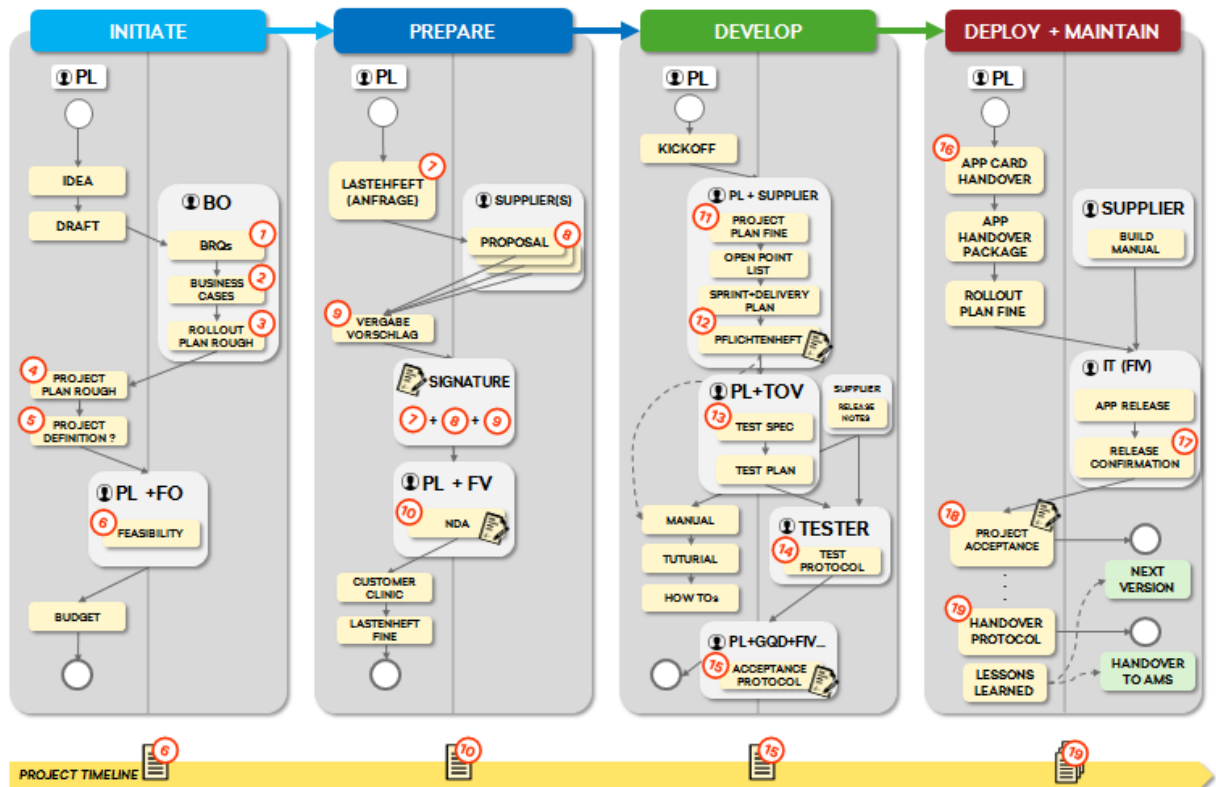 INITIATE
PREPARE
DEVELOP
DEPLOY + MAINTAIN
PL
IDEA
DRAFT
BO
BRQs
1
BUSINESS
CASES
2
ROLLOUT
PLAN ROUGH
3
4
PROJECT
PLAN ROUGH
5
PROJECT
DEFINITION ?
PL +FO
6
FEASIBILITY
BUDGET
PL
7
LASTEHFEFT
(ANFRAGE)
SUPPLIER(S)
PROPOSAL
8
9
VERGABE
VORSCHLAG
SIGNATURE
7 + 8 + 9
PL + FV
10
NDA
CUSTOMER
CLINIC
LASTENHEFT
FINE
PL
KICKOFF
PL + SUPPLIER
11
PROJECT
PLAN FINE
OPEN POINT
LIST
SPRINT+DELIVERY
PLAN
12
PFLICHTENHEFT
PL+TOV
13
TEST SPEC
TEST PLAN
SUPPLIER
RELEASE
NOTES
MANUAL
TUTURIAL
HOW TOs
TESTER
14
TEST
PROTOCOL
PL+GQD+FIV...
15
ACCEPTANCE
PROTOCOL
PL
16
APP CARD
HANDOVER
APP
HANDOVER
PACKAGE
ROLLOUT
PLAN FINE
SUPPLIER
BUILD
MANUAL
IT (FIV)
APP RELEASE
17
RELEASE
CONFIRMATION
18
PROJECT
ACCEPTANCE
19
HANDOVER
PROTOCOL
LESSONS
LEARNED
NEXT
VERSION
HANDOVER
TO AMS
PROJECT TIMELINE
6
10
15
19